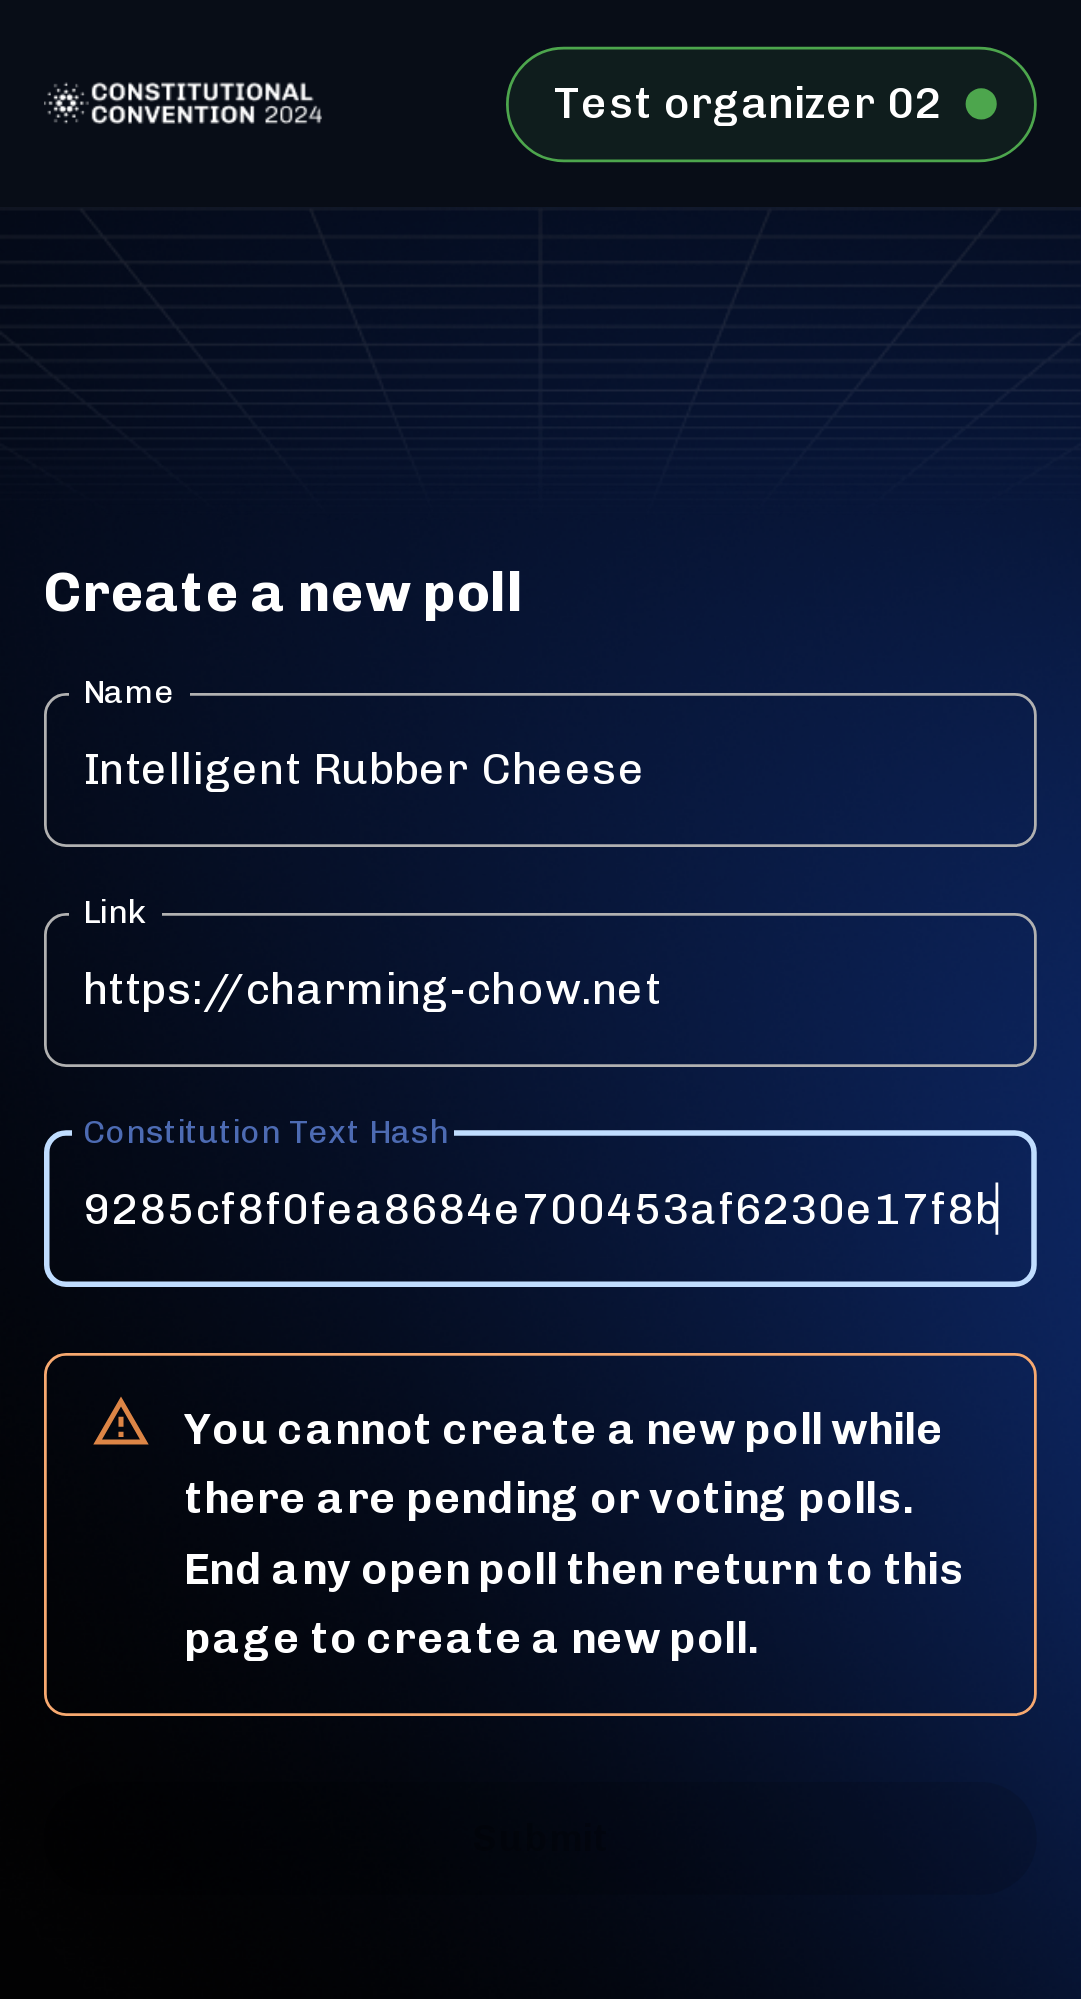 CONSTITUTIONAL
CONVENTION 2024
Test organizer 02
Create a new poll
Name
Intelligent Rubber Cheese
Link
https://charming-chow.net
Constitution Text Hash
9285cf8f0fea8684e700453af6230e17f8b
You cannot create a new poll while
there are pending or voting polls.
End any open poll then return to this
page to create a new poll.
Submit